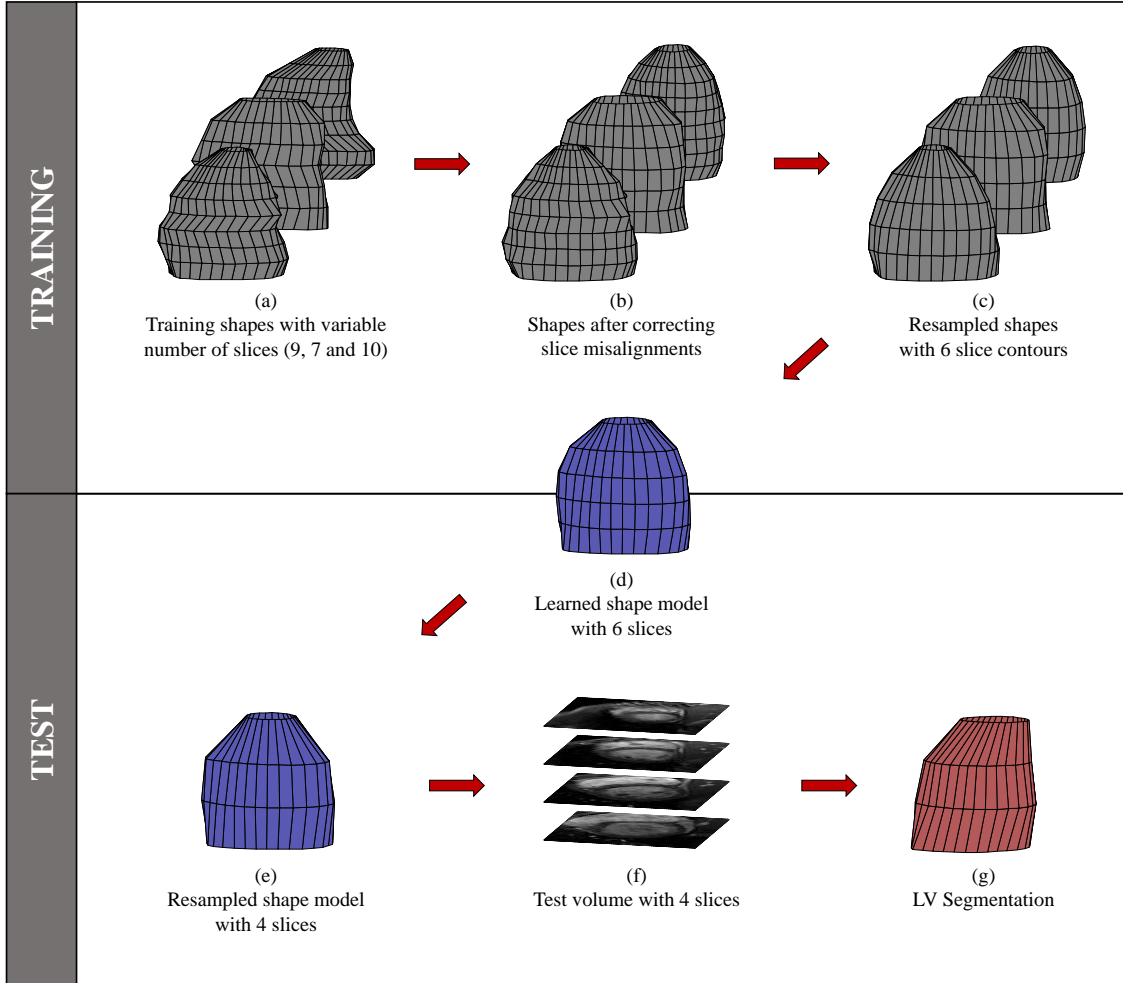 TRAINING
(a)
Training shapes with variable
number of slices (9, 7 and 10)
(b)
Shapes after correcting
slice misalignments
(c)
Resampled shapes
with 6 slice contours
(d)
Learned shape model
with 6 slices
TEST
(e)
Resampled shape model
with 4 slices
(f)
Test volume with 4 slices
(g)
LV Segmentation